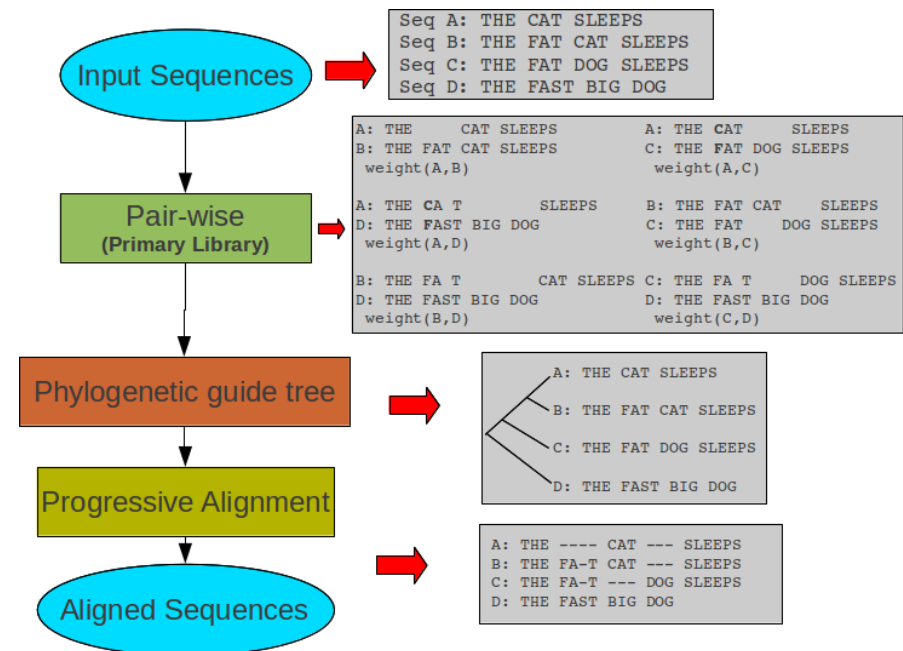 Input Sequences
Seq A: THE CAT SLEEPS
Seq B: THE FAT CAT SLEEPS
Seq C: THE FAT DOG SLEEPS
Seq D: THE FAST BIG DOG
Pair-wise
(Primary Library)
A: THE     CAT SLEEPS
B: THE FAT CAT SLEEPS
weight(A,B)
A: THE CAT     SLEEPS
C: THE FAT DOG SLEEPS
weight(A,C)
A: THE CA T        SLEEPS
D: THE FAST BIG DOG
weight(A,D)
B: THE FAT CAT     SLEEPS
C: THE FAT     DOG SLEEPS
weight(B,C)
B: THE FA T         CAT SLEEPS
D: THE FAST BIG DOG
weight(B,D)
C: THE FA T     DOG SLEEPS
D: THE FAST BIG DOG
weight(C,D)
Phylogenetic guide tree
A: THE CAT SLEEPS
B: THE FAT CAT SLEEPS
C: THE FAT DOG SLEEPS
D: THE FAST BIG DOG
Progressive Alignment
Aligned Sequences
A: THE ---- CAT --- SLEEPS
B: THE FA-T CAT --- SLEEPS
C: THE FA-T --- DOG SLEEPS
D: THE FAST BIG DOG